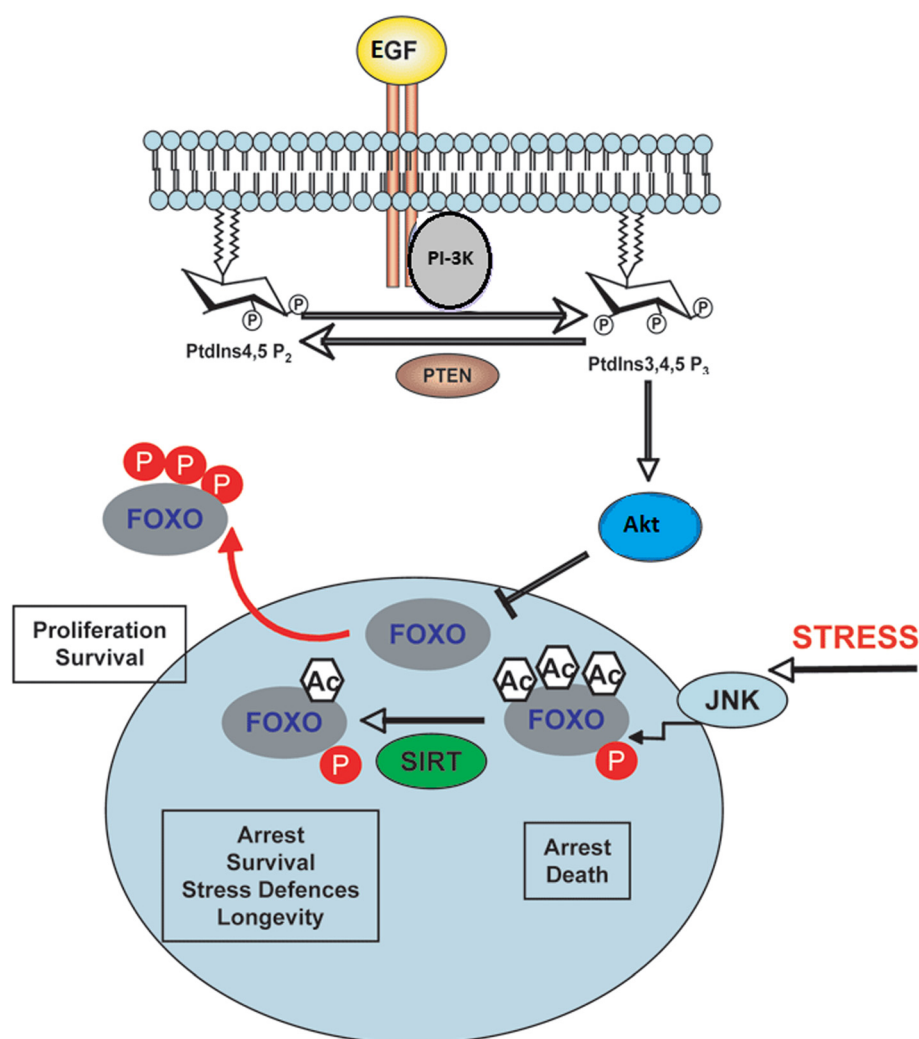 EGF
PI-3K
P
P
P
P
P
PtdIns4,5 P₂
PtdIns3,4,5 P₃
PTEN
P
P
P
FOXO
Akt
Proliferation
Survival
FOXO
STRESS
Ac
Ac
Ac
Ac
JNK
FOXO
FOXO
P
SIRT
P
Arrest
Survival
Stress Defences
Longevity
Arrest
Death